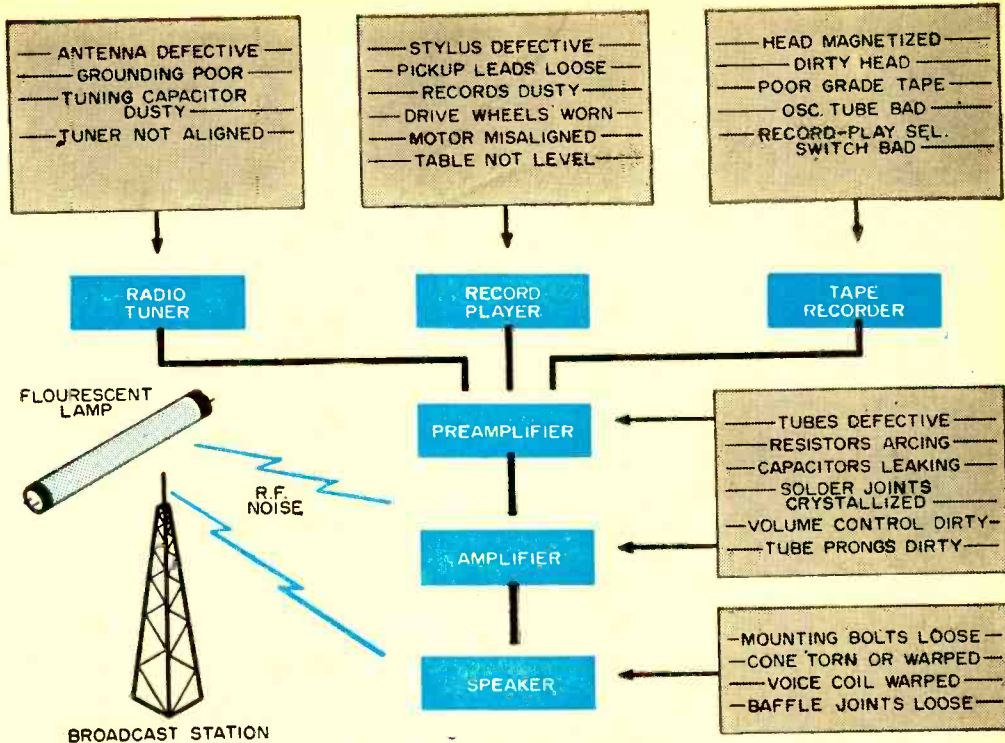 ANTENNA DEFECTIVE
GROUNDING POOR
TUNING CAPACITOR
DUSTY
TUNER NOT ALIGNED
STYLUS DEFECTIVE
PICKUP LEADS LOOSE
RECORDS DUSTY
DRIVE WHEELS WORN
MOTOR MISALIGNED
TABLE NOT LEVEL
HEAD MAGNETIZED
DIRTY HEAD
POOR GRADE TAPE
OSC. TUBE BAD
RECORD-PLAY SEL.
SWITCH BAD
RADIO
TUNER
RECORD
PLAYER
TAPE
RECORDER
FLOURESCENT
LAMP
R.F.
NOISE
BROADCAST STATION
PREAMPLIFIER
AMPLIFIER
SPEAKER
TUBES DEFECTIVE
RESISTORS ARCING
CAPACITORS LEAKING
SOLDER JOINTS
CRYSTALLIZED
VOLUME CONTROL DIRTY
TUBE PRONGS DIRTY
MOUNTING BOLTS LOOSE
CONE TORN OR WARPED
VOICE COIL WARPED
BAFFLE JOINTS LOOSE